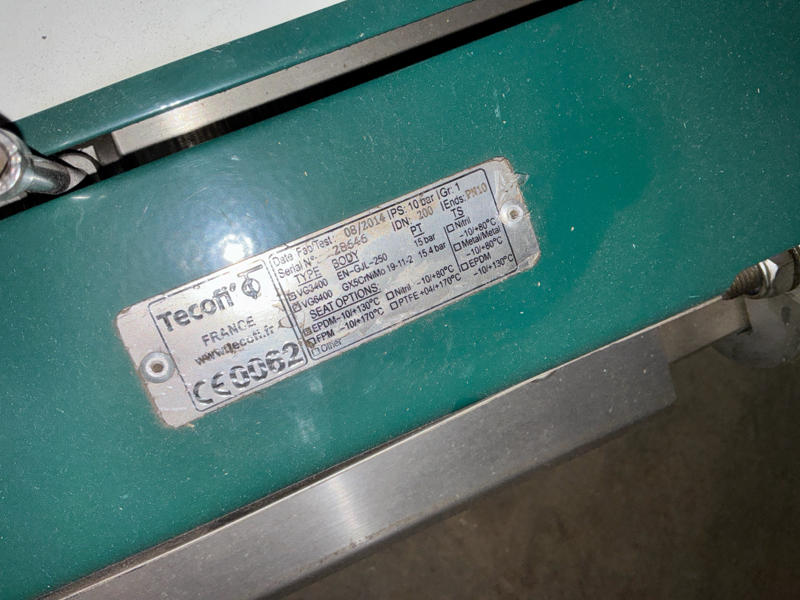 Tecofi
FRANCE
www.tecofi.fr
CE0062
Date Fab/Test: 08/2014 PS: 10 bar Gr: 1
Serial N°: 28646 DN: 200 Ends: PN10
TYPE BODY PT TS
VG3400 EN-GJL-250 15 bar Nitril -10/+80°C
VG6400 GX5CrNiMo 19-11-2 15.4 bar Metal/Metal -10/+80°C
SEAT OPTIONS: Nitril -10/+80°C EPDM -10/+130°C
EPDM -10/+130°C PTFE +04/+170°C
FPM -10/+170°C
Other